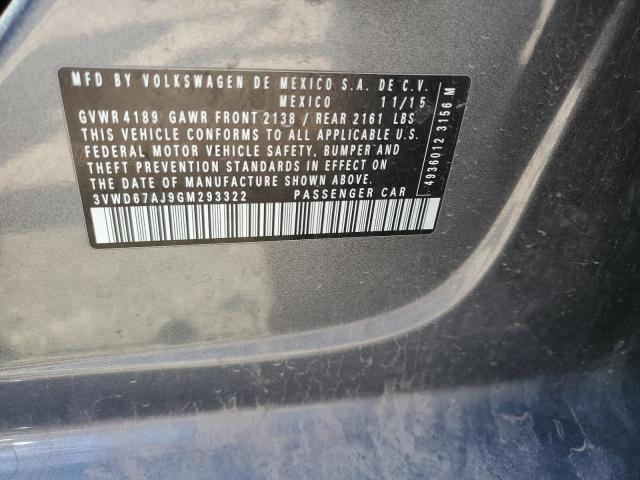 MFD BY VOLKSWAGEN DE MEXICO S.A. DE C.V.
MEXICO 11/15
GVWR 4189 GAWR FRONT 2138 / REAR 2161 LBS
THIS VEHICLE CONFORMS TO ALL APPLICABLE U.S.
FEDERAL MOTOR VEHICLE SAFETY, BUMPER AND
THEFT PREVENTION STANDARDS IN EFFECT ON
THE DATE OF MANUFACTURE SHOWN ABOVE.
3VWD67AJ9GM293322 PASSENGER CAR
4936012 3156 M